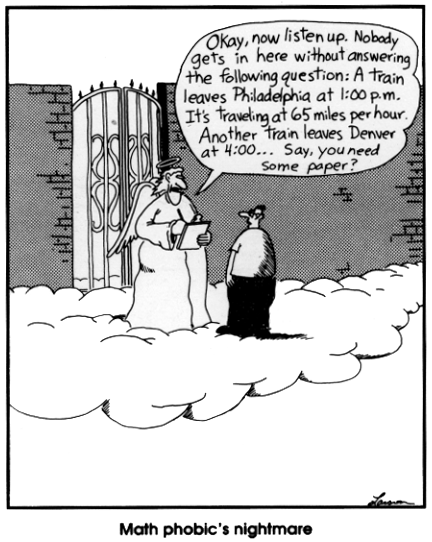 Okay, now listen up. Nobody
gets in here without answering
the following question: A train
leaves Philadelphia at 1:00 p.m.
It's traveling at 65 miles per hour.
Another train leaves Denver
at 4:00... Say, you need
some paper?
Larson
Math phobic's nightmare